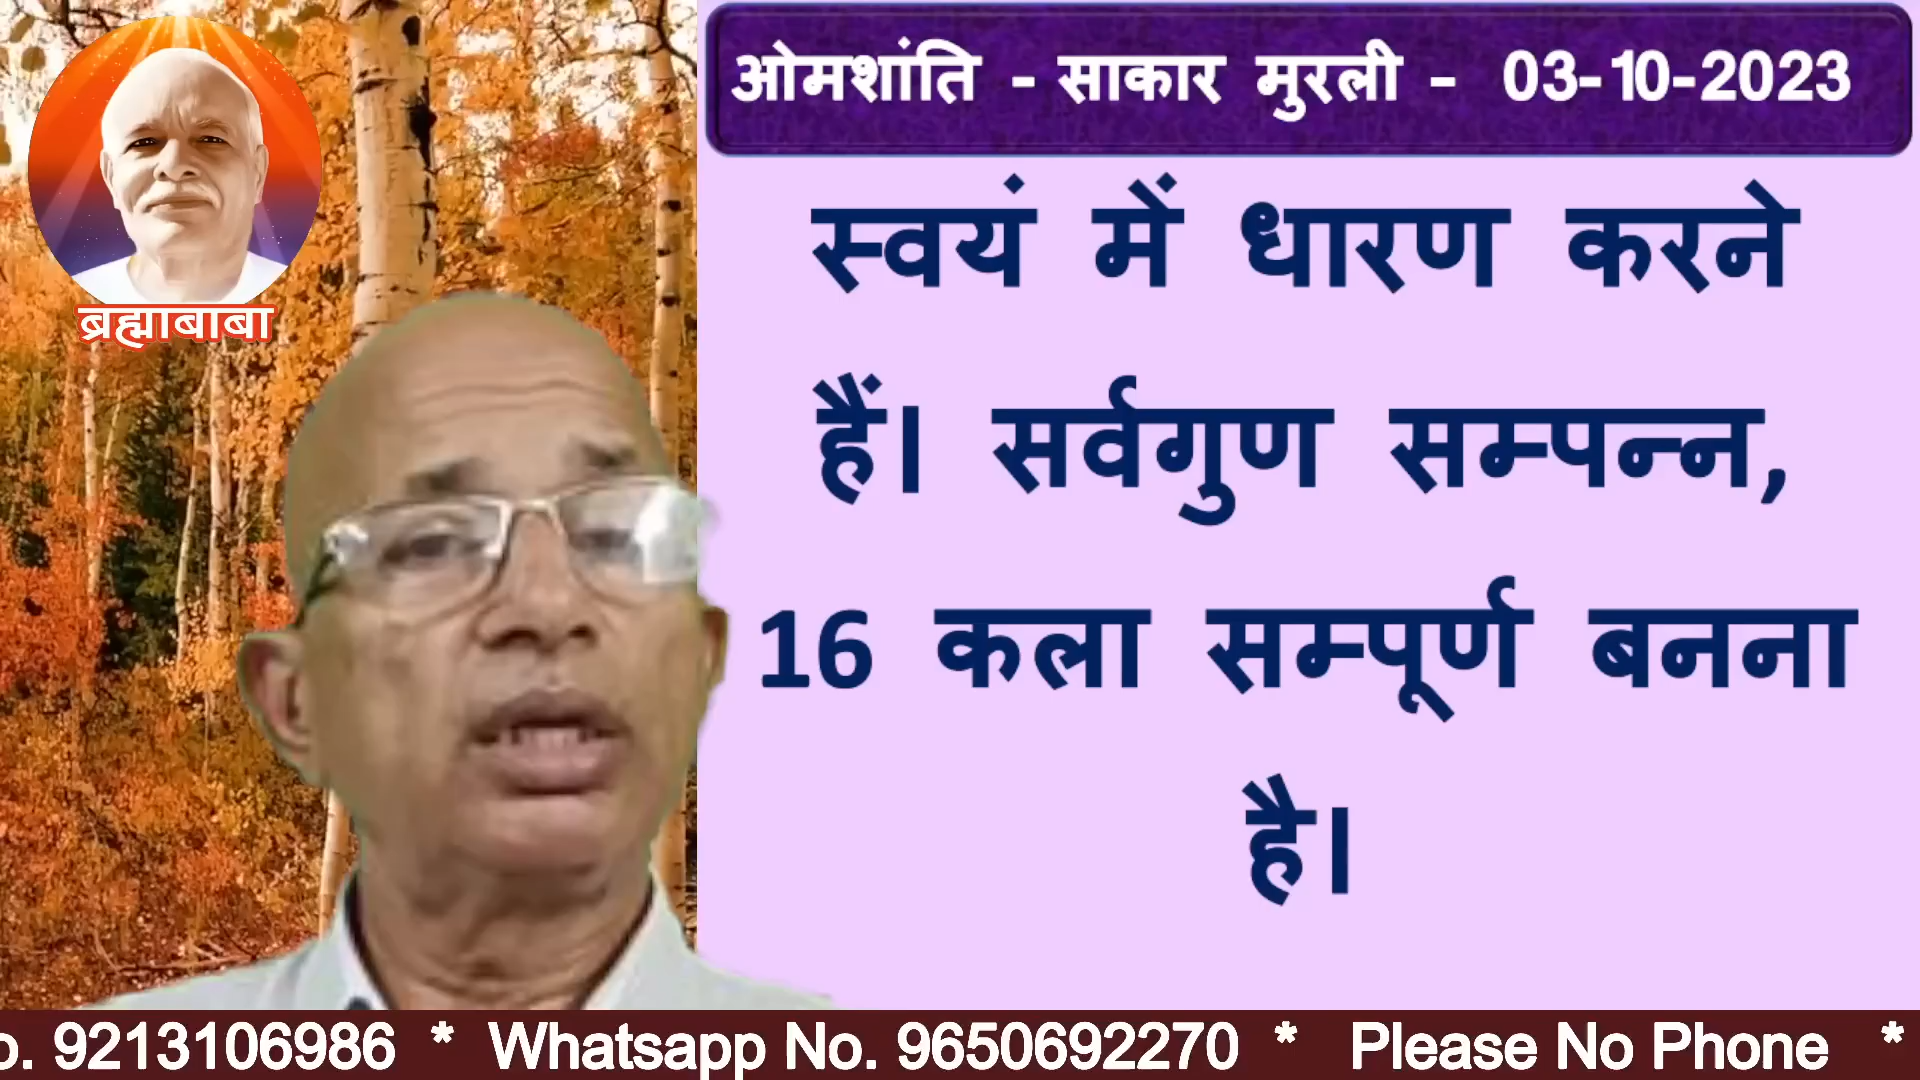 ओमशांति - साकार मुरली - 03-10-2023
ब्रह्माबाबा
स्वयं में धारण करने
हैं। सर्वगुण सम्पन्न,
16 कला सम्पूर्ण बनना
है।
o. 9213106986 * Whatsapp No. 9650692270 * Please No Phone *